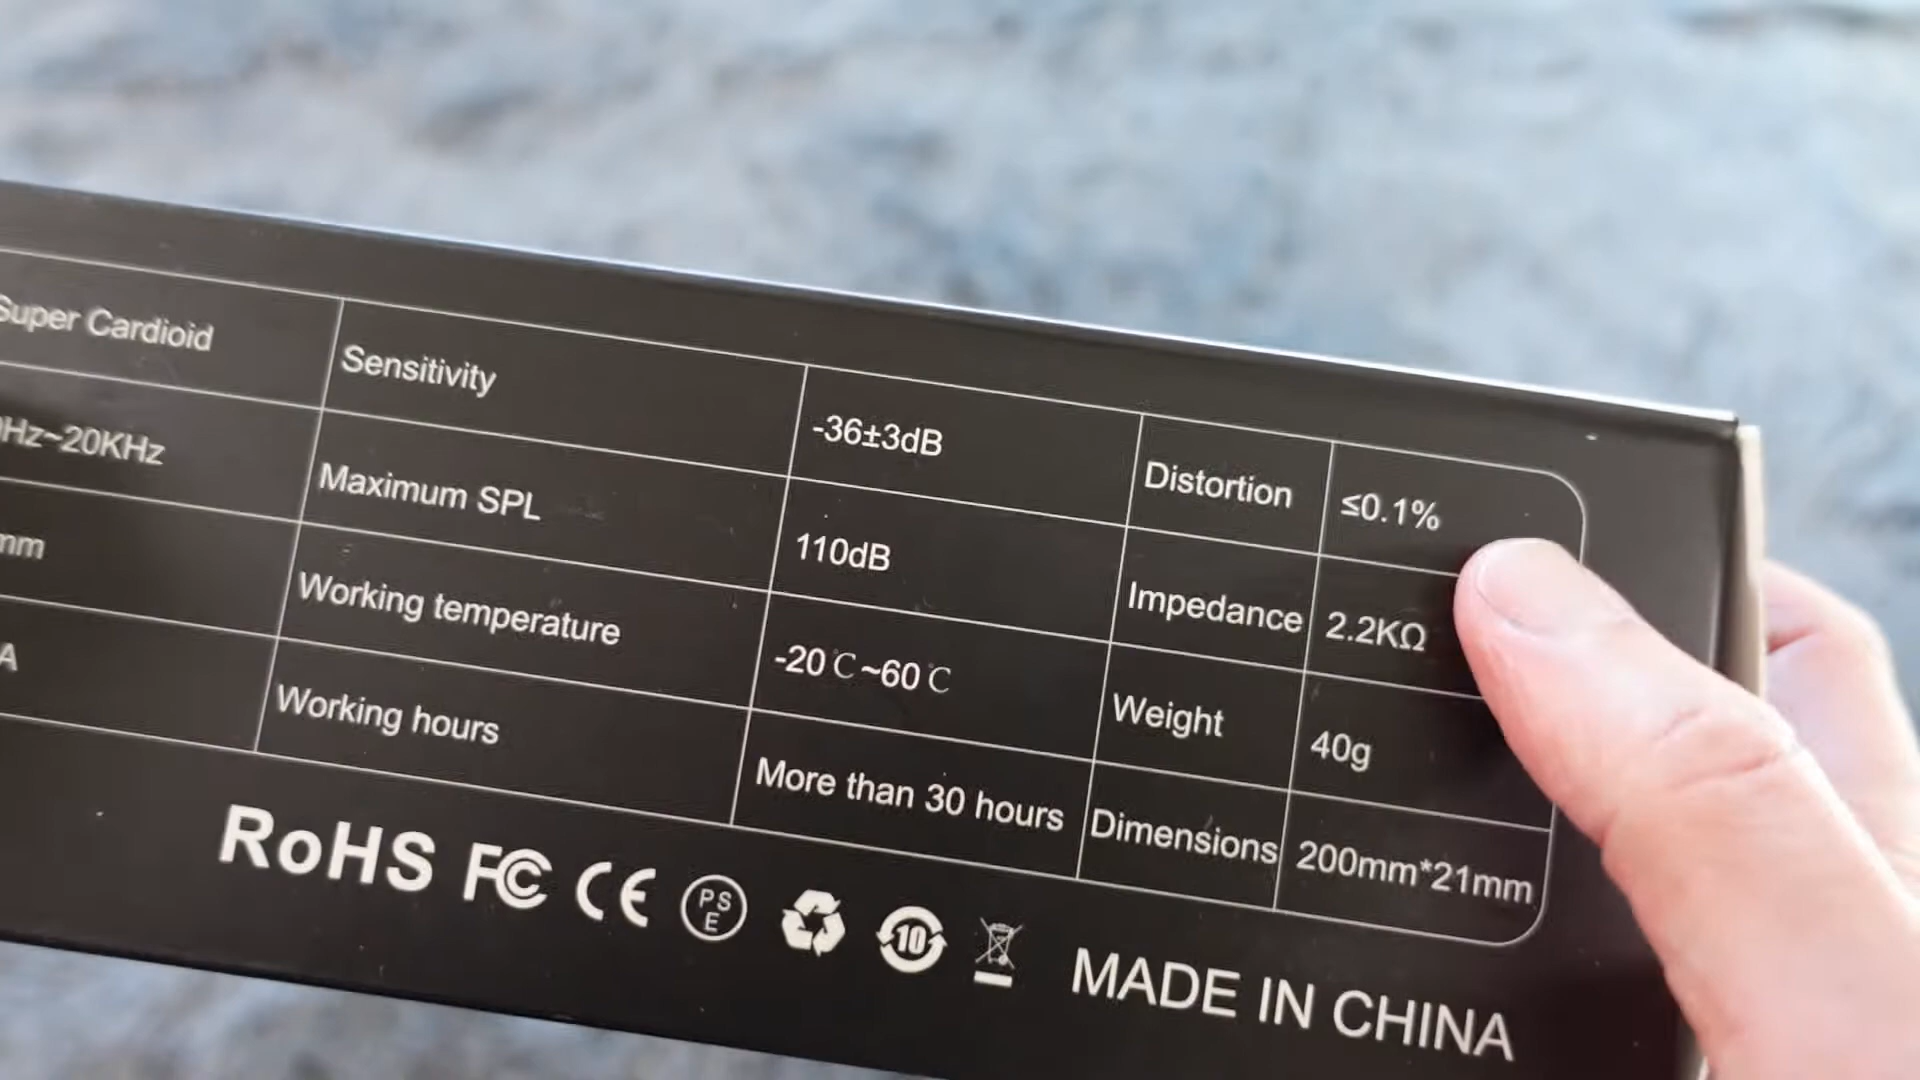 Super Cardioid Sensitivity -36±3dB Distortion ≤0.1%
Hz~20KHz Maximum SPL 110dB Impedance 2.2KΩ
mm Working temperature -20℃~60℃ Weight 40g
A Working hours More than 30 hours Dimensions 200mm*21mm
RoHS FC CE PS E 10
MADE IN CHINA